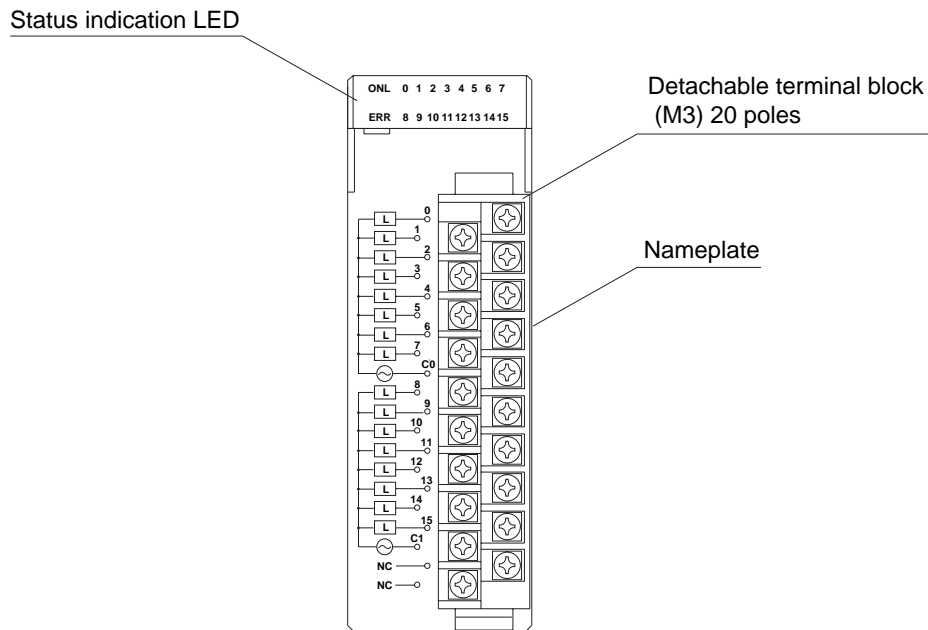 Status indication LED
Detachable terminal block
(M3) 20 poles
Nameplate
ONL 0 1 2 3 4 5 6 7
ERR 8 9 10 11 12 13 14 15
L 0
L 1
L 2
L 3
L 4
L 5
L 6
L 7
C0
L 8
L 9
L 10
L 11
L 12
L 13
L 14
L 15
C1
NC
NC